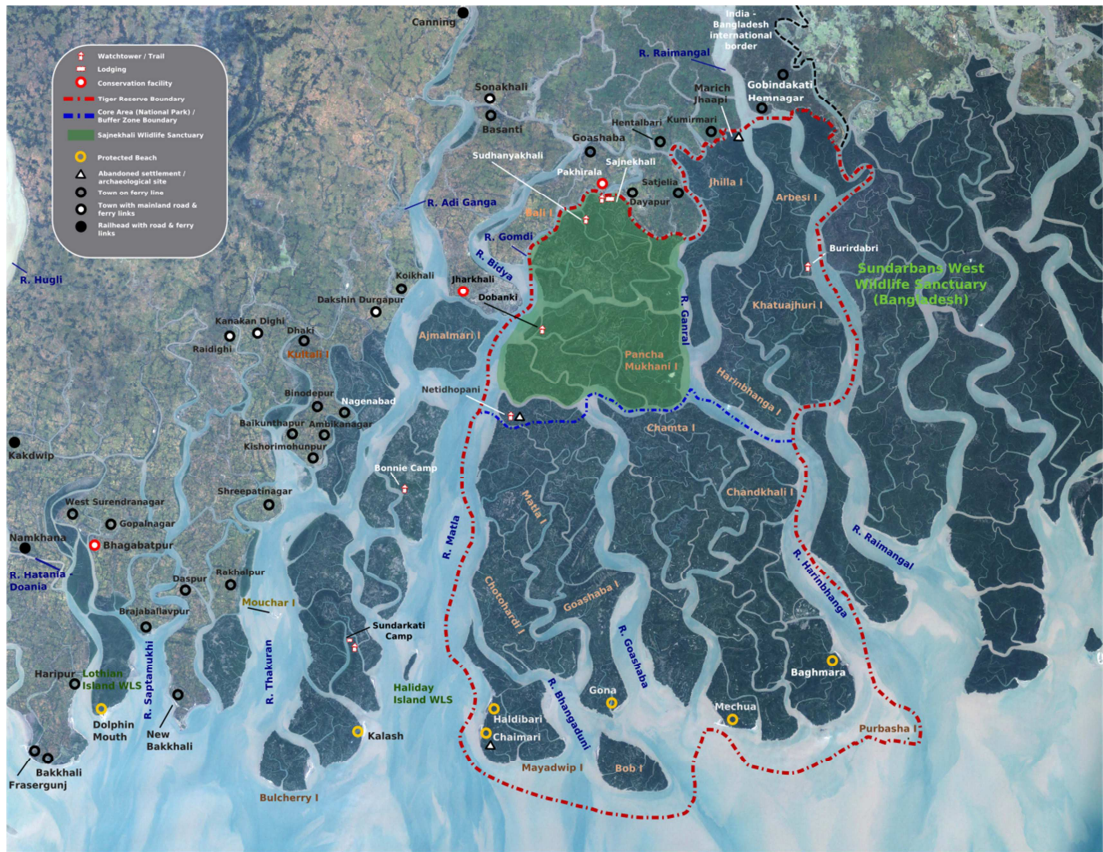 Canning
India -
Bangladesh
international
border
R. Raimangal
Watchtower / Trail
Lodging
Conservation facility
Tiger Reserve Boundary
Core Area (National Park) /
Buffer Zone Boundary
Sajnekhali Wildlife Sanctuary
Protected Beach
Abandoned settlement /
archaeological site
Town on ferry line
Town with mainland road &
ferry links
Railhead with road & ferry
links
Sonakhali
Basanti
Marich
Jhaapi
Gobindakati
Hemnagar
Hentalbari
Kumirmari
Goashaba
Sudhanyakhali
Sajnekhali
Pakhirala
Satjelia
Dayapur
Jhilla I
Arbesi I
R. Adi Ganga
Bali I
R. Gomdi
R. Bidya
Burirdabri
R. Hugli
Koikhali
Jharkhali
Dobanki
Sundarbans West
Wildlife Sanctuary
(Bangladesh)
Dakshin Durgapur
Khatuajhuri I
R. Ganral
Kanakan Dighi
Dhaki
Raidighi
Kultoli I
Ajmalmari I
Pancha
Mukhani I
Harinbhanga I
Netidhopani
Binodepur
Nagenabad
Baikunthapur
Ambikanagar
Kishorimohunpur
Chamta I
Kakdwip
Bonnie Camp
Shreepatinagar
Chandkhali I
West Surendranagar
Gopalnagar
Matla I
R. Matla
Namkhana
Bhagabatpur
R. Raimangal
R. Hatania -
Doania
Daspur
Rakhalpur
R. Harinbhanga
Chotohardi I
Goashaba I
Mouchar I
Brajaballavpur
Sundarkati
Camp
R. Goashaba
Haripur
Lothian
Island WLS
R. Saptamukhi
R. Thakuran
Haliday
Island WLS
Baghmara
R. Bhangaduni
Gona
Haldibari
Mechua
Dolphin
Mouth
New
Bakkhali
Kalash
Chaimari
Purbasha I
Frasergunj
Bakkhali
Mayadwip I
Bob I
Bulcherry I